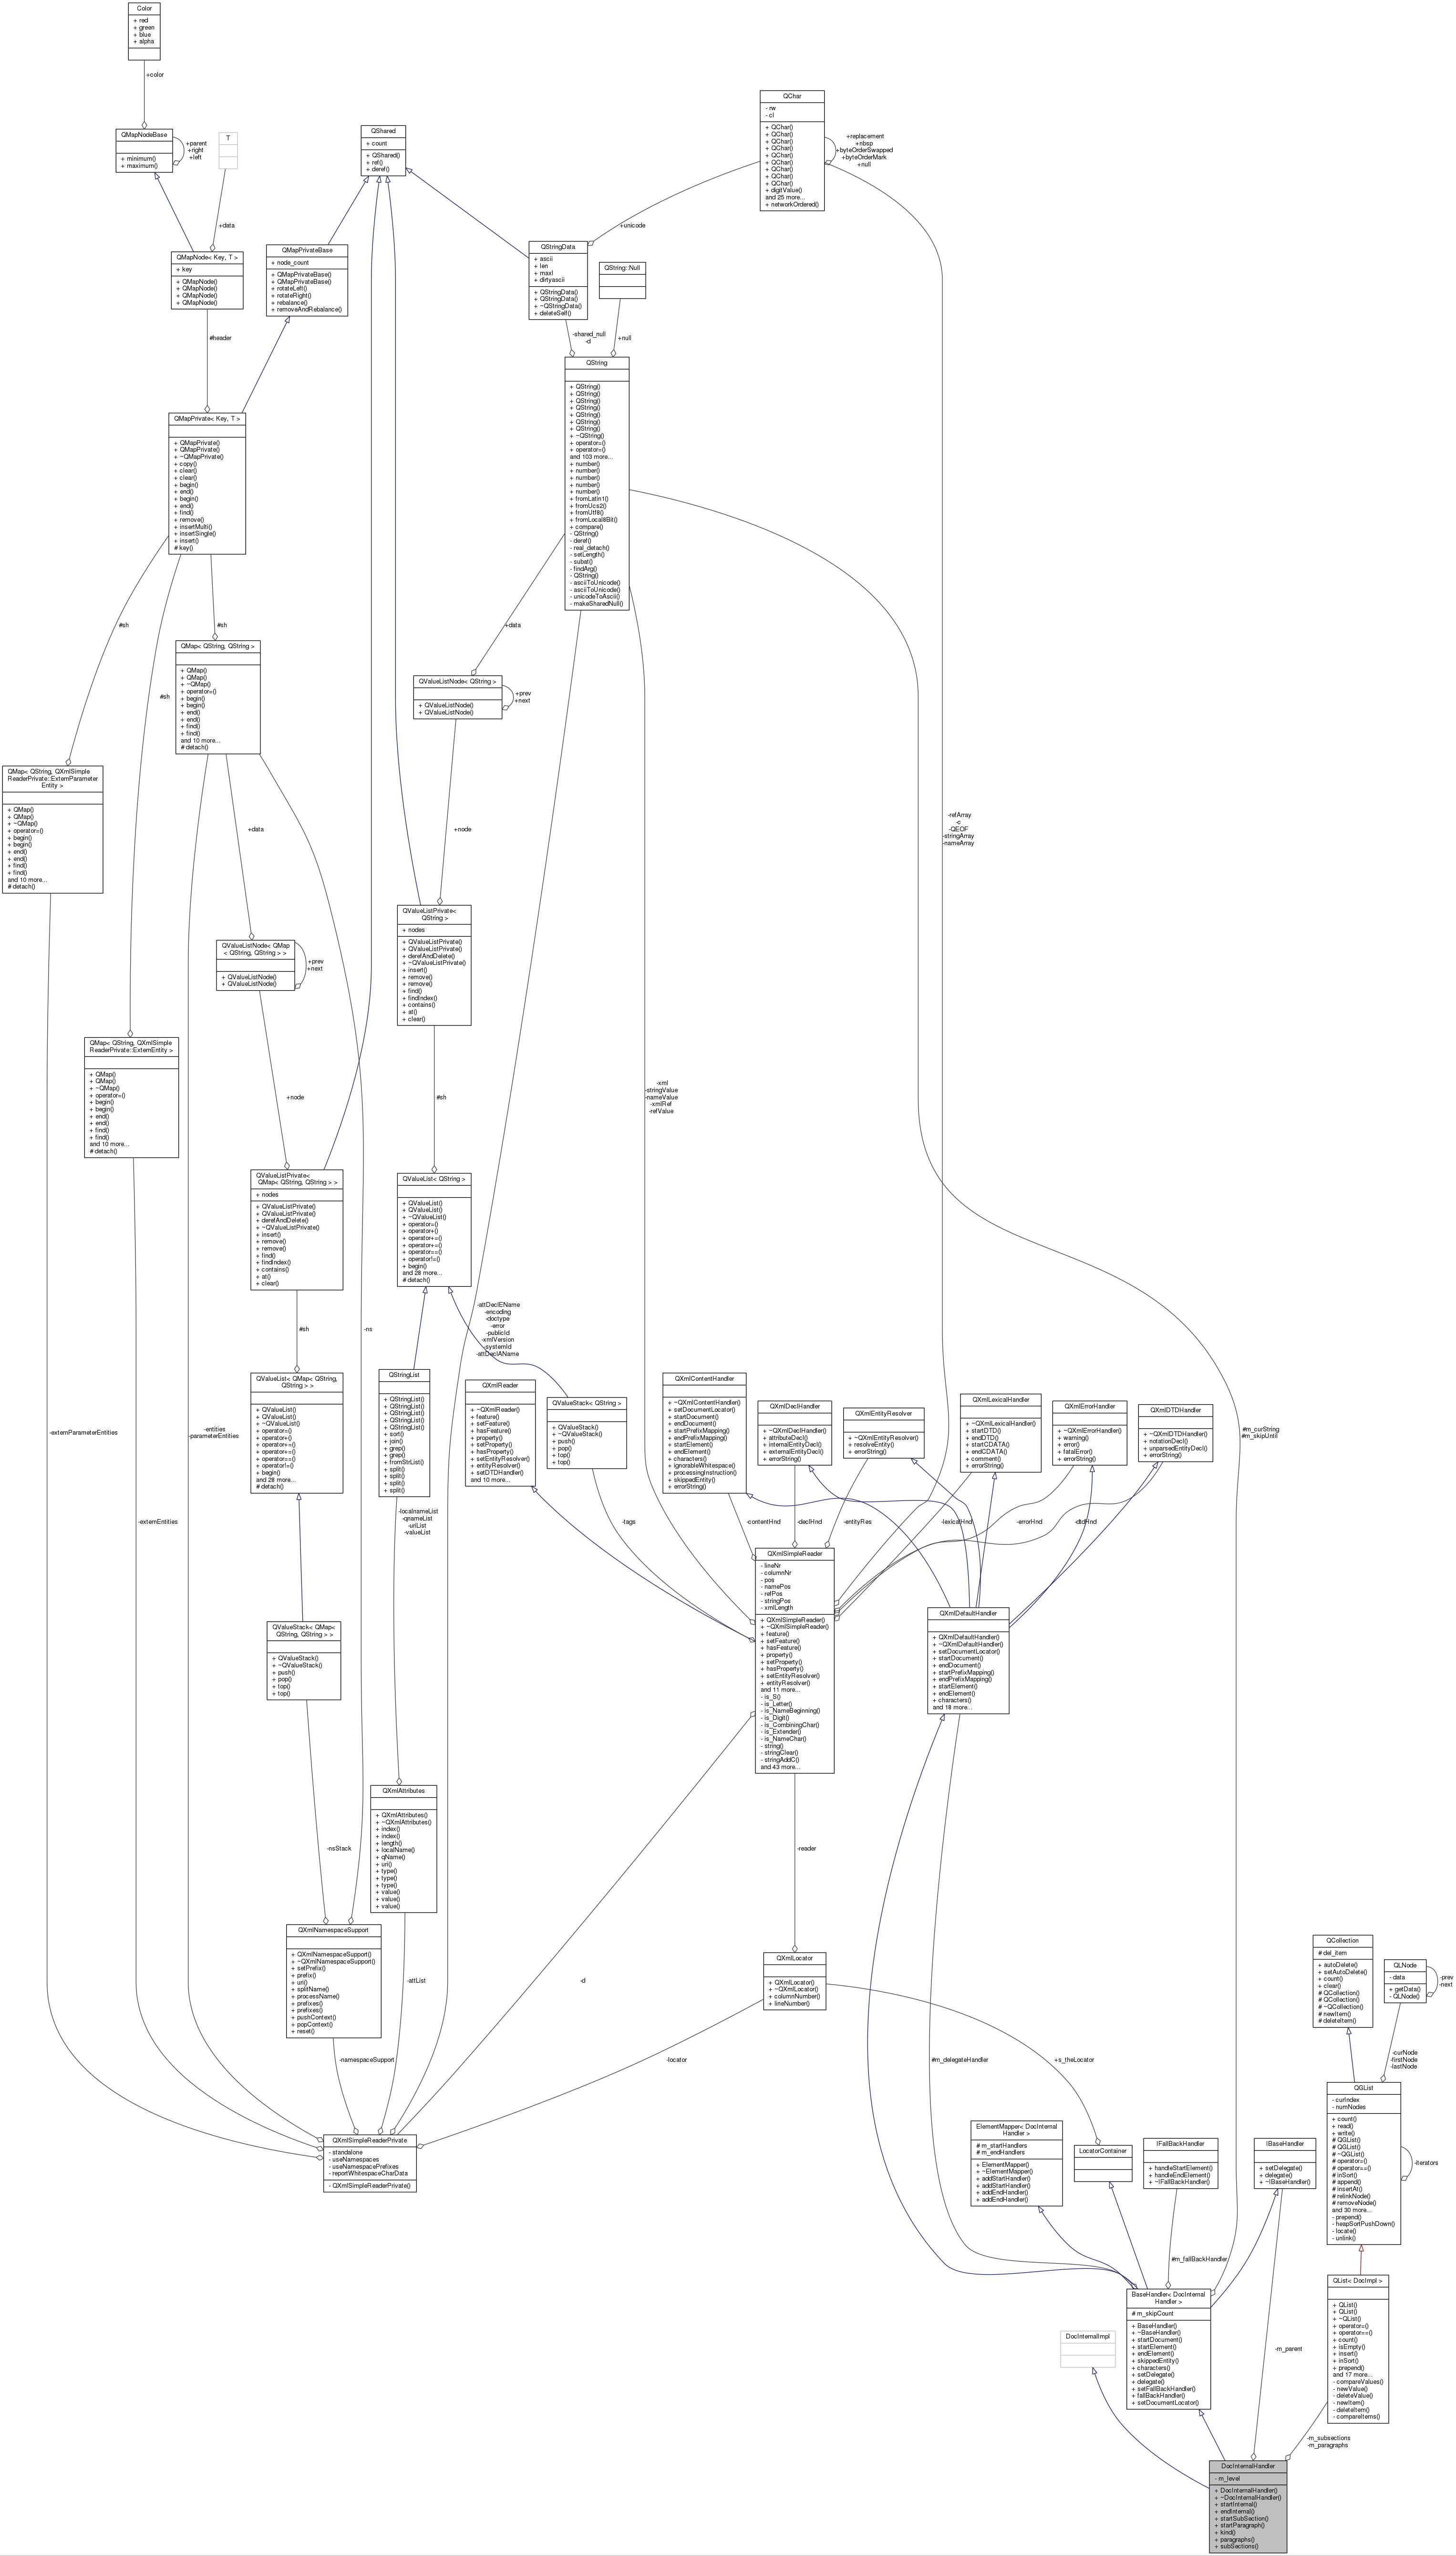 Color
+ red
+ green
+ blue
+ alpha
+color
QMapNodeBase
+ minimum()
+ maximum()
+parent
+right
+left
T
+data
QMapNode< Key, T >
+ key
+ QMapNode()
+ QMapNode()
+ QMapNode()
+ QMapNode()
#header
QShared
+ count
+ QShared()
+ ref()
+ deref()
QMapPrivateBase
+ node_count
+ QMapPrivateBase()
+ QMapPrivateBase()
+ rotateLeft()
+ rotateRight()
+ rebalance()
+ removeAndRebalance()
QChar
- rw
- cl
+ QChar()
+ QChar()
+ QChar()
+ QChar()
+ QChar()
+ QChar()
+ QChar()
+ QChar()
+ QChar()
+ digitValue()
and 25 more...
+ networkOrdered()
+replacement
+nbsp
+byteOrderSwapped
+byteOrderMark
+null
+unicode
QStringData
+ ascii
+ len
+ maxl
+ dirtyascii
+ QStringData()
+ QStringData()
+ ~QStringData()
+ deleteSelf()
QString::Null
-shared_null
-d
+null
QString
+ QString()
+ QString()
+ QString()
+ QString()
+ QString()
+ QString()
+ QString()
+ ~QString()
+ operator=()
+ operator=()
and 103 more...
+ number()
+ number()
+ number()
+ number()
+ number()
+ fromLatin1()
+ fromUcs2()
+ fromUtf8()
+ fromLocal8Bit()
+ compare()
- QString()
- deref()
- real_detach()
- setLength()
- subat()
- findArg()
- QString()
- asciiToUnicode()
- asciiToUnicode()
- unicodeToAscii()
- makeSharedNull()
QMapPrivate< Key, T >
+ QMapPrivate()
+ QMapPrivate()
+ ~QMapPrivate()
+ copy()
+ clear()
+ clear()
+ begin()
+ end()
+ begin()
+ end()
+ find()
+ remove()
+ insertMulti()
+ insertSingle()
+ insert()
# key()
#sh
#sh
#sh
+data
QMap< QString, QString >
+ QMap()
+ QMap()
+ ~QMap()
+ operator=()
+ begin()
+ begin()
+ end()
+ end()
+ find()
+ find()
and 10 more...
# detach()
QValueListNode< QString >
+ QValueListNode()
+ QValueListNode()
+prev
+next
QMap< QString, QXmlSimple
ReaderPrivate::ExternParameter
Entity >
+ QMap()
+ QMap()
+ ~QMap()
+ operator=()
+ begin()
+ begin()
+ end()
+ end()
+ find()
+ find()
and 10 more...
# detach()
+data
+node
-refArray
-c
-QEOF
-stringArray
-nameArray
QValueListPrivate<
QString >
+ nodes
+ QValueListPrivate()
+ QValueListPrivate()
+ derefAndDelete()
+ ~QValueListPrivate()
+ insert()
+ remove()
+ remove()
+ find()
+ findIndex()
+ contains()
+ at()
+ clear()
QValueListNode< QMap
< QString, QString > >
+ QValueListNode()
+ QValueListNode()
+prev
+next
QMap< QString, QXmlSimple
ReaderPrivate::ExternEntity >
+ QMap()
+ QMap()
+ ~QMap()
+ operator=()
+ begin()
+ begin()
+ end()
+ end()
+ find()
+ find()
and 10 more...
# detach()
+node
#sh
-xml
-stringValue
-nameValue
-xmlRef
-refValue
QValueListPrivate<
QMap< QString, QString > >
+ nodes
+ QValueListPrivate()
+ QValueListPrivate()
+ derefAndDelete()
+ ~QValueListPrivate()
+ insert()
+ remove()
+ remove()
+ find()
+ findIndex()
+ contains()
+ at()
+ clear()
QValueList< QString >
+ QValueList()
+ QValueList()
+ ~QValueList()
+ operator=()
+ operator+()
+ operator+=()
+ operator+=()
+ operator==()
+ operator!=()
+ begin()
and 28 more...
# detach()
#sh
-ns
-attDeclEName
-encoding
-doctype
-error
-publicId
-xmlVersion
-systemId
-attDeclAName
QValueList< QMap< QString,
QString > >
+ QValueList()
+ QValueList()
+ ~QValueList()
+ operator=()
+ operator+()
+ operator+=()
+ operator+=()
+ operator==()
+ operator!=()
+ begin()
and 28 more...
# detach()
QStringList
+ QStringList()
+ QStringList()
+ QStringList()
+ QStringList()
+ QStringList()
+ sort()
+ join()
+ grep()
+ grep()
+ fromStrList()
+ split()
+ split()
+ split()
+ split()
QXmlReader
+ ~QXmlReader()
+ feature()
+ setFeature()
+ hasFeature()
+ property()
+ setProperty()
+ hasProperty()
+ setEntityResolver()
+ entityResolver()
+ setDTDHandler()
and 10 more...
QValueStack< QString >
+ QValueStack()
+ ~QValueStack()
+ push()
+ pop()
+ top()
+ top()
QXmlContentHandler
+ ~QXmlContentHandler()
+ setDocumentLocator()
+ startDocument()
+ endDocument()
+ startPrefixMapping()
+ endPrefixMapping()
+ startElement()
+ endElement()
+ characters()
+ ignorableWhitespace()
+ processingInstruction()
+ skippedEntity()
+ errorString()
QXmlDeclHandler
+ ~QXmlDeclHandler()
+ attributeDecl()
+ internalEntityDecl()
+ externalEntityDecl()
+ errorString()
QXmlEntityResolver
+ ~QXmlEntityResolver()
+ resolveEntity()
+ errorString()
QXmlLexicalHandler
+ ~QXmlLexicalHandler()
+ startDTD()
+ endDTD()
+ startCDATA()
+ endCDATA()
+ comment()
+ errorString()
QXmlErrorHandler
+ ~QXmlErrorHandler()
+ warning()
+ error()
+ fatalError()
+ errorString()
QXmlDTDHandler
+ ~QXmlDTDHandler()
+ notationDecl()
+ unparsedEntityDecl()
+ errorString()
-externParameterEntities
-entities
-parameterEntities
#m_curString
#m_skipUntil
-externEntities
-localnameList
-qnameList
-uriList
-valueList
-tags
-contentHnd
-declHnd
-entityRes
-lexicalHnd
-errorHnd
-dtdHnd
QXmlSimpleReader
- lineNr
- columnNr
- pos
- namePos
- refPos
- stringPos
- xmlLength
+ QXmlSimpleReader()
+ ~QXmlSimpleReader()
+ feature()
+ setFeature()
+ hasFeature()
+ property()
+ setProperty()
+ hasProperty()
+ setEntityResolver()
+ entityResolver()
and 11 more...
- is_S()
- is_Letter()
- is_NameBeginning()
- is_Digit()
- is_CombiningChar()
- is_Extender()
- is_NameChar()
- string()
- stringClear()
- stringAddC()
and 43 more...
QXmlDefaultHandler
+ QXmlDefaultHandler()
+ ~QXmlDefaultHandler()
+ setDocumentLocator()
+ startDocument()
+ endDocument()
+ startPrefixMapping()
+ endPrefixMapping()
+ startElement()
+ endElement()
+ characters()
and 18 more...
QValueStack< QMap<
QString, QString > >
+ QValueStack()
+ ~QValueStack()
+ push()
+ pop()
+ top()
+ top()
QXmlAttributes
+ QXmlAttributes()
+ ~QXmlAttributes()
+ index()
+ index()
+ length()
+ localName()
+ qName()
+ uri()
+ type()
+ type()
+ type()
+ value()
+ value()
+ value()
-nsStack
-reader
QXmlNamespaceSupport
+ QXmlNamespaceSupport()
+ ~QXmlNamespaceSupport()
+ setPrefix()
+ prefix()
+ uri()
+ splitName()
+ processName()
+ prefixes()
+ prefixes()
+ pushContext()
+ popContext()
+ reset()
-attList
-d
QXmlLocator
+ QXmlLocator()
+ ~QXmlLocator()
+ columnNumber()
+ lineNumber()
QCollection
# del_item
+ autoDelete()
+ setAutoDelete()
+ count()
+ clear()
# QCollection()
# QCollection()
# ~QCollection()
# newItem()
# deleteItem()
QLNode
- data
+ getData()
- QLNode()
-prev
-next
-namespaceSupport
-locator
#m_delegateHandler
+s_theLocator
-curNode
-firstNode
-lastNode
QGList
- curIndex
- numNodes
+ count()
+ read()
+ write()
# QGList()
# QGList()
# ~QGList()
# operator=()
# operator==()
# inSort()
# append()
# insertAt()
# relinkNode()
# removeNode()
and 30 more...
- prepend()
- heapSortPushDown()
- locate()
- unlink()
-iterators
QXmlSimpleReaderPrivate
- standalone
- useNamespaces
- useNamespacePrefixes
- reportWhitespaceCharData
- QXmlSimpleReaderPrivate()
ElementMapper< DocInternal
Handler >
# m_startHandlers
# m_endHandlers
+ ElementMapper()
+ ~ElementMapper()
+ addStartHandler()
+ addStartHandler()
+ addEndHandler()
+ addEndHandler()
LocatorContainer
IFallBackHandler
+ handleStartElement()
+ handleEndElement()
+ ~IFallBackHandler()
IBaseHandler
+ setDelegate()
+ delegate()
+ ~IBaseHandler()
#m_fallBackHandler
BaseHandler< DocInternal
Handler >
# m_skipCount
+ BaseHandler()
+ ~BaseHandler()
+ startDocument()
+ startElement()
+ endElement()
+ skippedEntity()
+ characters()
+ setDelegate()
+ delegate()
+ setFallBackHandler()
+ fallBackHandler()
+ setDocumentLocator()
QList< DocImpl >
+ QList()
+ QList()
+ ~QList()
+ operator=()
+ operator==()
+ count()
+ isEmpty()
+ insert()
+ inSort()
+ prepend()
and 17 more...
- compareValues()
- newValue()
- deleteValue()
- newItem()
- deleteItem()
- compareItems()
DocInternalImpl
-m_parent
-m_subsections
-m_paragraphs
DocInternalHandler
- m_level
+ DocInternalHandler()
+ ~DocInternalHandler()
+ startInternal()
+ endInternal()
+ startSubSection()
+ startParagraph()
+ kind()
+ paragraphs()
+ subSections()